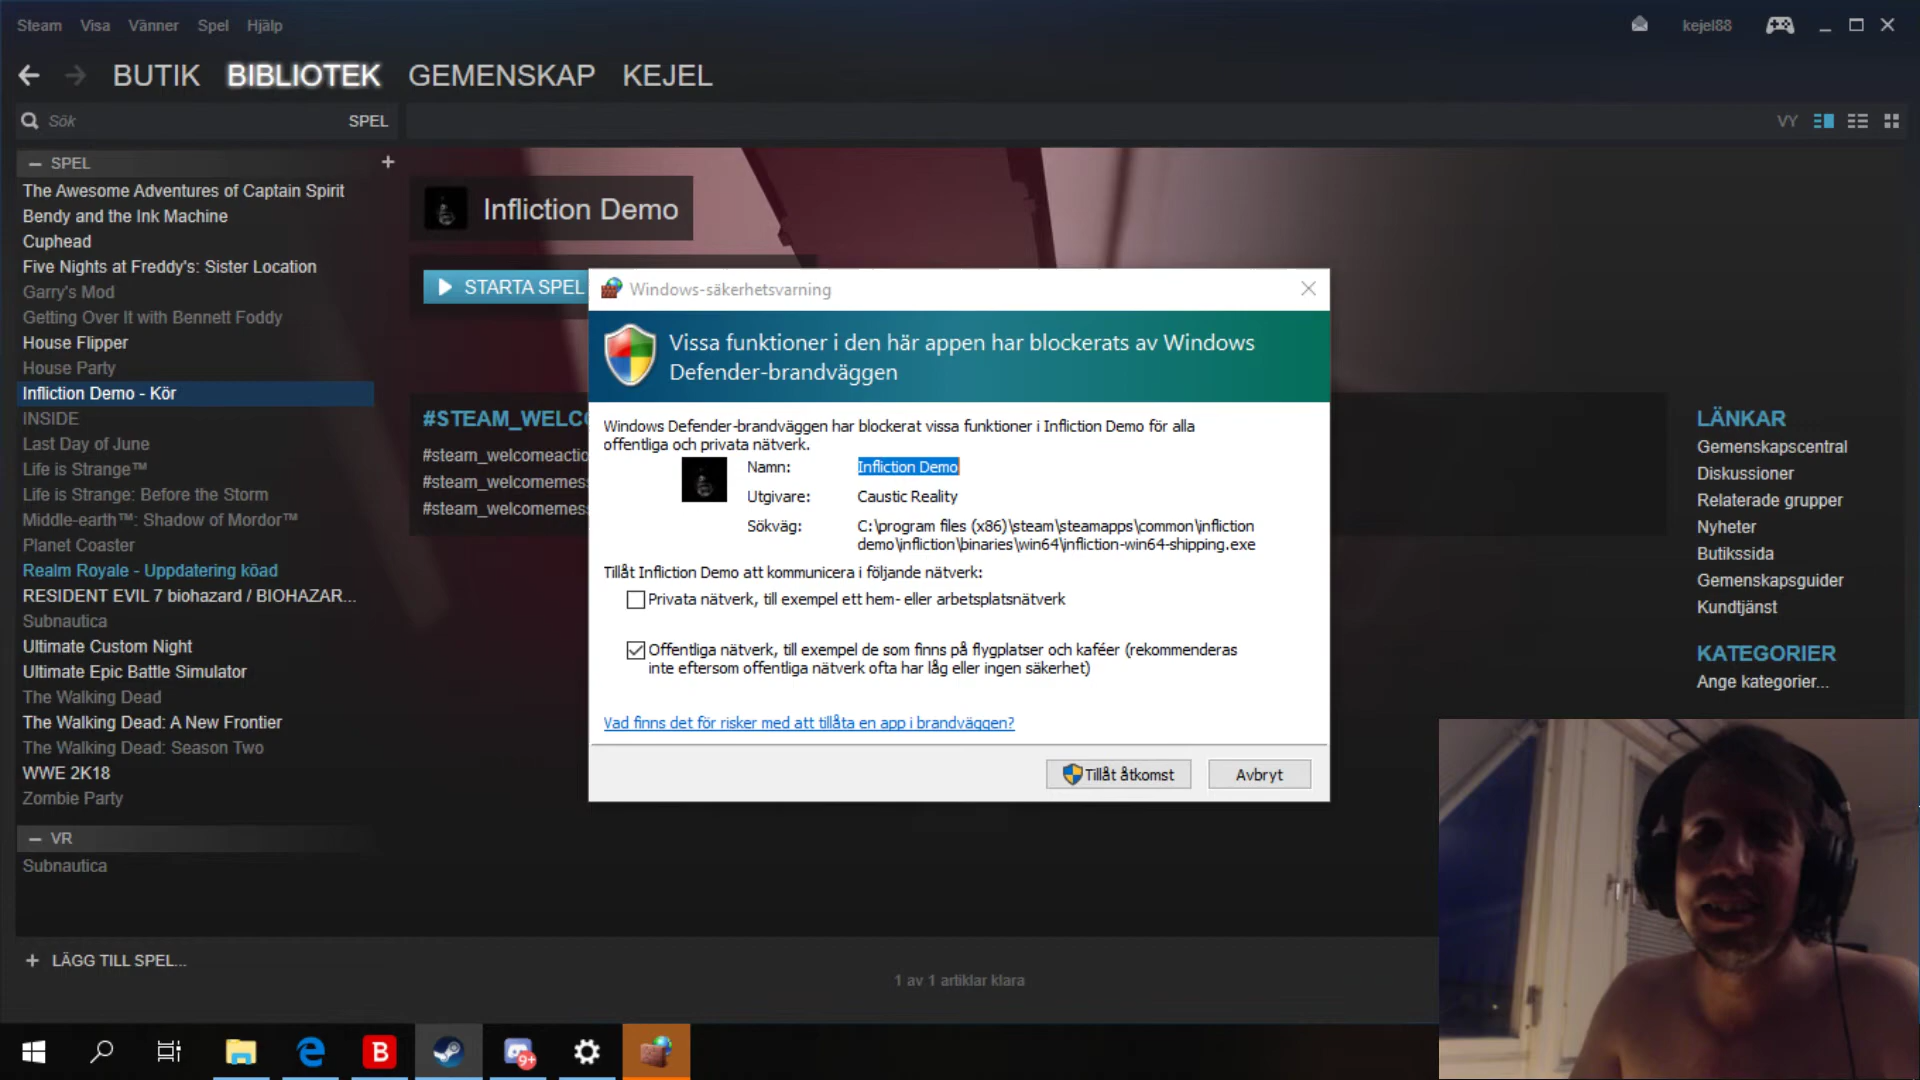 Steam Visa Vänner Spel Hjälp
kejel88
BUTIK BIBLIOTEK GEMENSKAP KEJEL
Sök SPEL
VY
SPEL
The Awesome Adventures of Captain Spirit
Bendy and the Ink Machine
Cuphead
Five Nights at Freddy's: Sister Location
Garry's Mod
Getting Over It with Bennett Foddy
House Flipper
House Party
Infliction Demo - Kör
INSIDE
Last Day of June
Life is Strange™
Life is Strange: Before the Storm
Middle-earth™: Shadow of Mordor™
Planet Coaster
Realm Royale - Uppdatering köad
RESIDENT EVIL 7 biohazard / BIOHAZAR...
Subnautica
Ultimate Custom Night
Ultimate Epic Battle Simulator
The Walking Dead
The Walking Dead: A New Frontier
The Walking Dead: Season Two
WWE 2K18
Zombie Party
VR
Subnautica
LÄGG TILL SPEL...
Infliction Demo
STARTA SPEL
#STEAM_WELCO
#steam_welcomeactio
#steam_welcomemes
#steam_welcomemes
Windows-säkerhetsvarning
Vissa funktioner i den här appen har blockerats av Windows
Defender-brandväggen
Windows Defender-brandväggen har blockerat vissa funktioner i Infliction Demo för alla
offentliga och privata nätverk.
Namn: Infliction Demo
Utgivare: Caustic Reality
Sökväg: C:\program files (x86)\steam\steamapps\common\infliction
demo\infliction\binaries\win64\infliction-win64-shipping.exe
Tillåt Infliction Demo att kommunicera i följande nätverk:
Privata nätverk, till exempel ett hem- eller arbetsplatsnätverk
Offentliga nätverk, till exempel de som finns på flygplatser och kaféer (rekommenderas
inte eftersom offentliga nätverk ofta har låg eller ingen säkerhet)
Vad finns det för risker med att tillåta en app i brandväggen?
Tillåt åtkomst Avbryt
LÄNKAR
Gemenskapscentral
Diskussioner
Relaterade grupper
Nyheter
Butikssida
Gemenskapsguider
Kundtjänst
KATEGORIER
Ange kategorier...
1 av 1 artiklar klara
B
9+